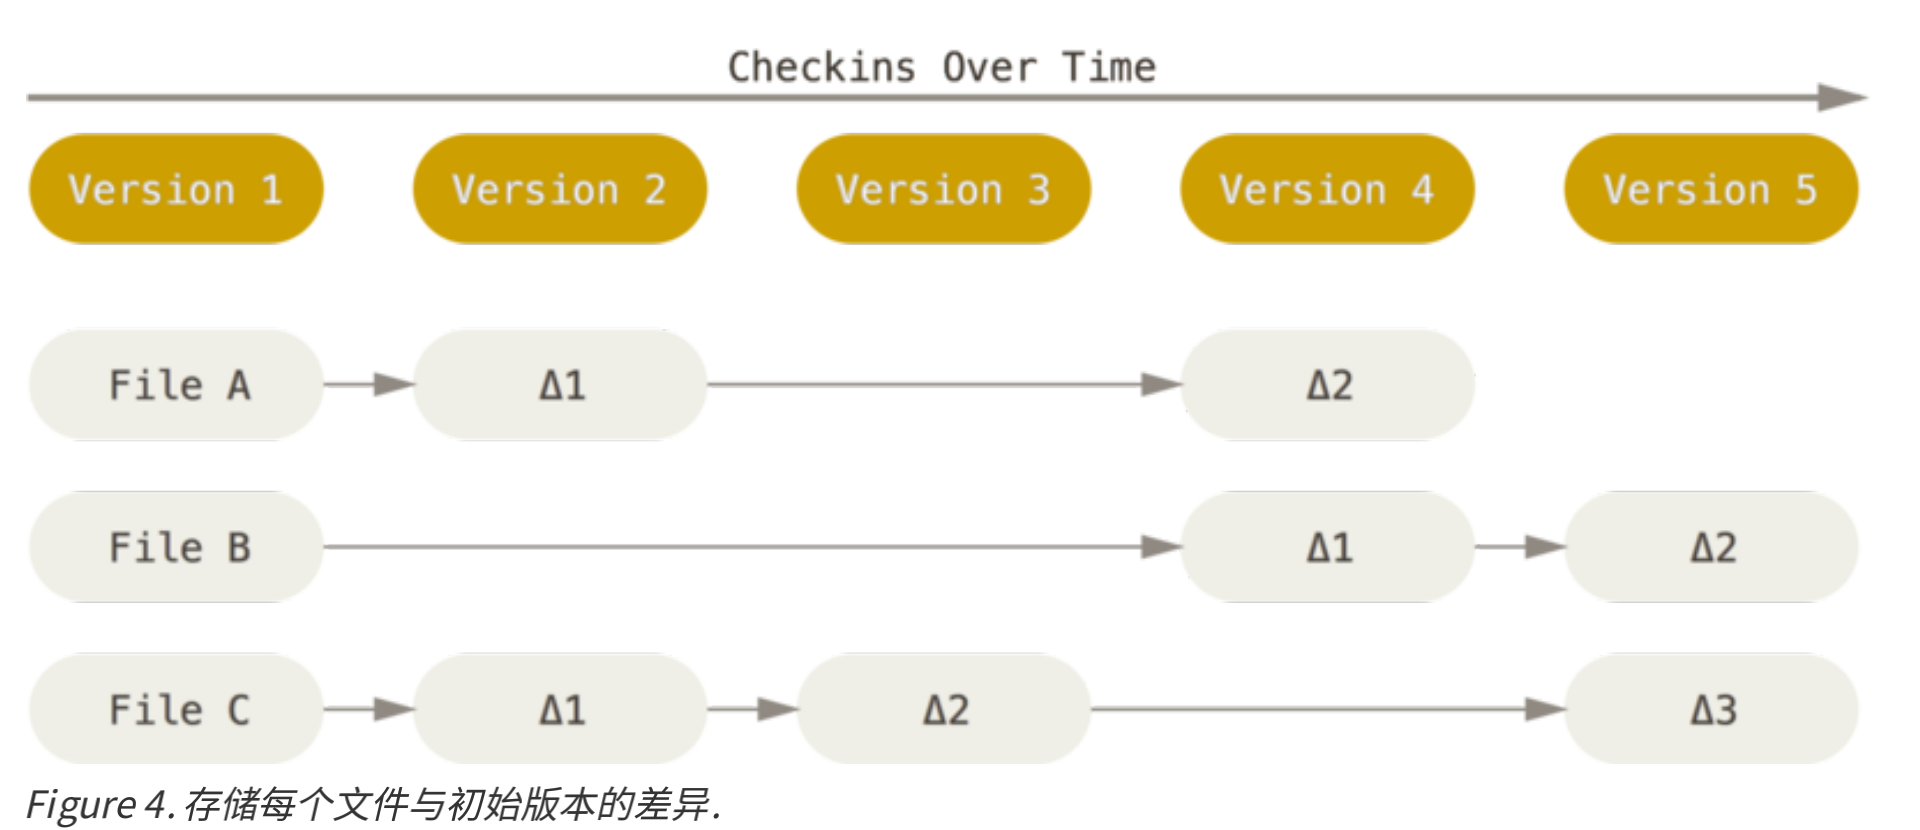 Checkins Over Time
Version 1 Version 2 Version 3 Version 4 Version 5
File A Δ1 Δ2
File B Δ1 Δ2
File C Δ1 Δ2 Δ3
Figure 4. 存储每个文件与初始版本的差异.